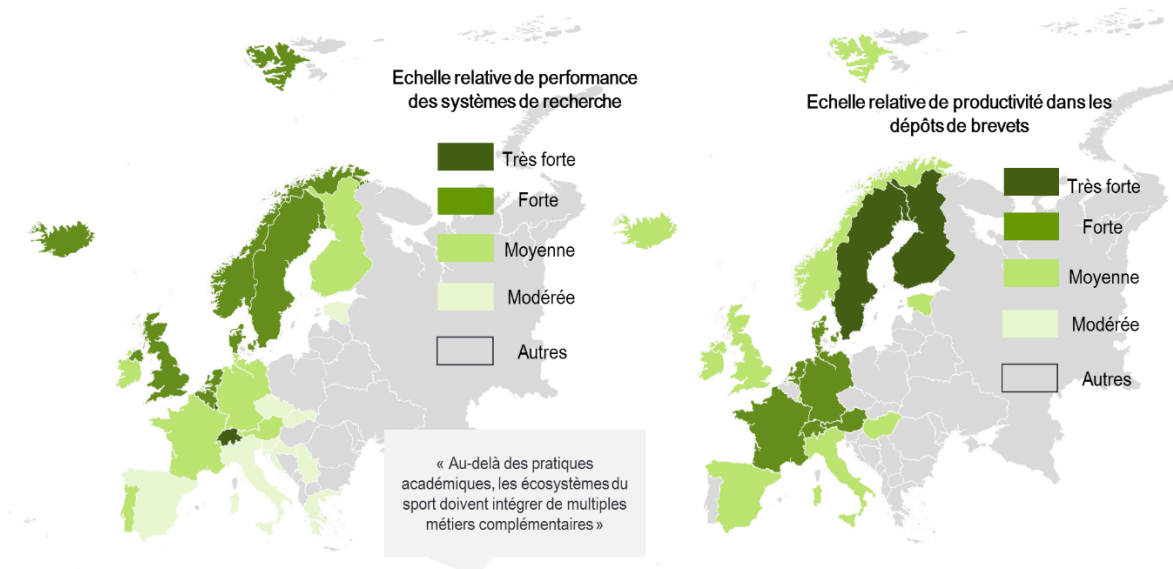 Echelle relative de performance
des systèmes de recherche
Très forte
Forte
Moyenne
Modérée
Autres
« Au-delà des pratiques
académiques, les écosystèmes du
sport doivent intégrer de multiples
métiers complémentaires »
Echelle relative de productivité dans les
dépôts de brevets
Très forte
Forte
Moyenne
Modérée
Autres